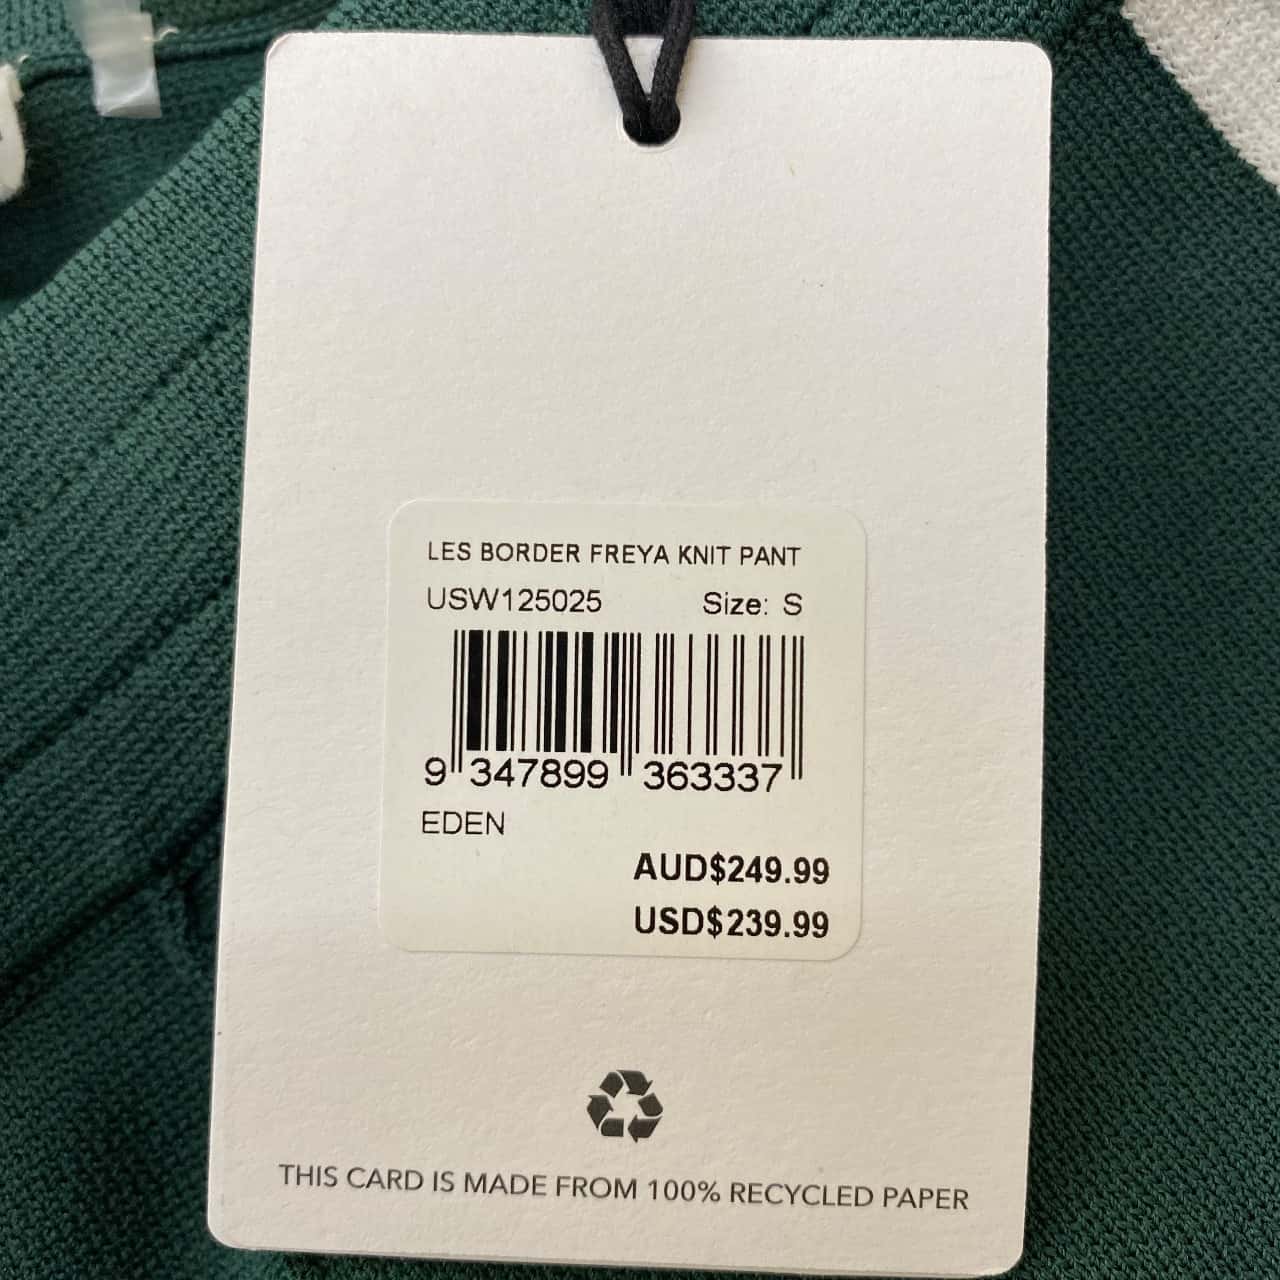 LES BORDER FREYA KNIT PANT
USW125025 Size: S
9 347899 363337
EDEN
AUD$249.99
USD$239.99
THIS CARD IS MADE FROM 100% RECYCLED PAPER